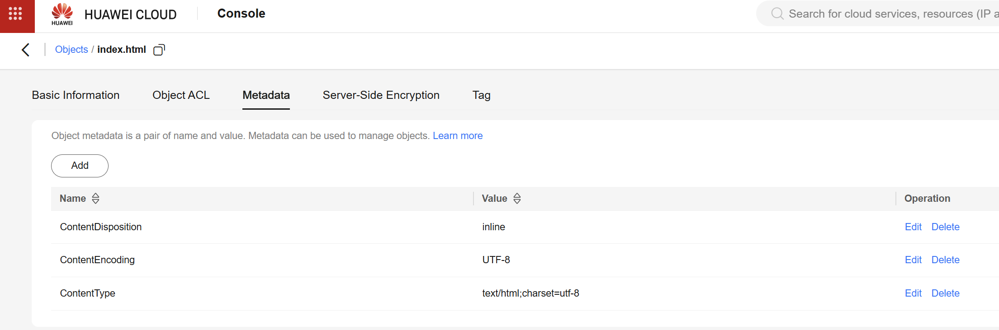 HUAWEI
HUAWEI CLOUD
Console
Search for cloud services, resources (IP a
Objects / index.html
Basic Information Object ACL Metadata Server-Side Encryption Tag
Object metadata is a pair of name and value. Metadata can be used to manage objects. Learn more
Add
Name Value Operation
ContentDisposition inline Edit Delete
ContentEncoding UTF-8 Edit Delete
ContentType text/html;charset=utf-8 Edit Delete